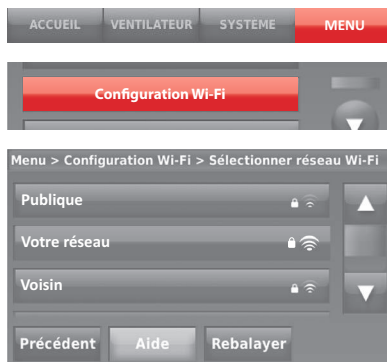 ACCUEIL VENTILATEUR SYSTEME MENU
Configuration Wi-Fi
Menu > Configuration Wi-Fi > Sélectionner réseau Wi-Fi
Publique
Votre réseau
Voisin
Précédent Aide Rebalayer